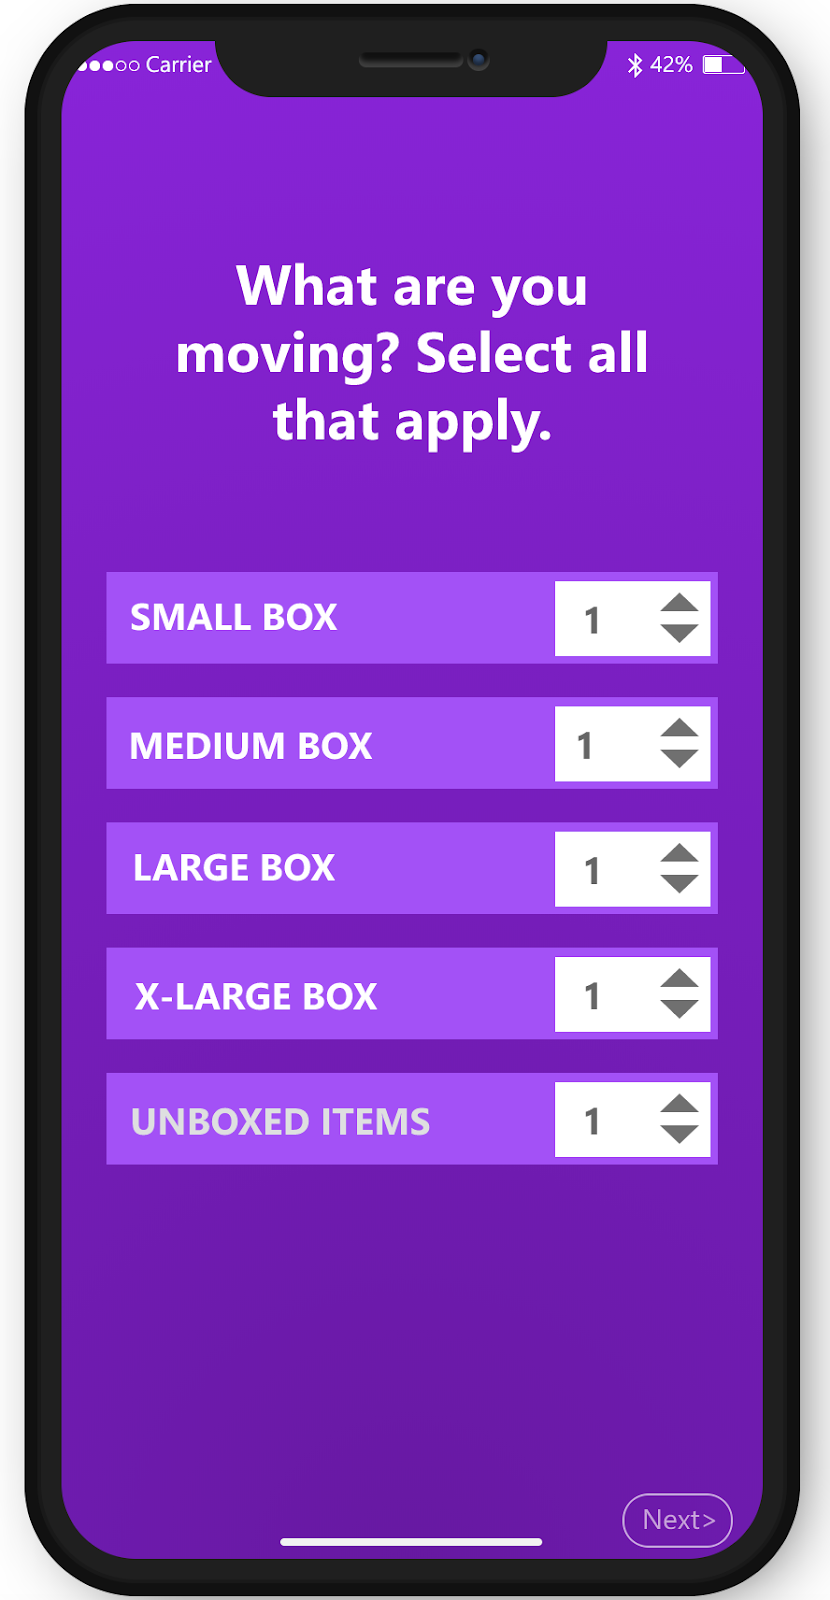 Carrier
42%
What are you
moving? Select all
that apply.
SMALL BOX 1
MEDIUM BOX 1
LARGE BOX 1
X-LARGE BOX 1
UNBOXED ITEMS 1
Next>